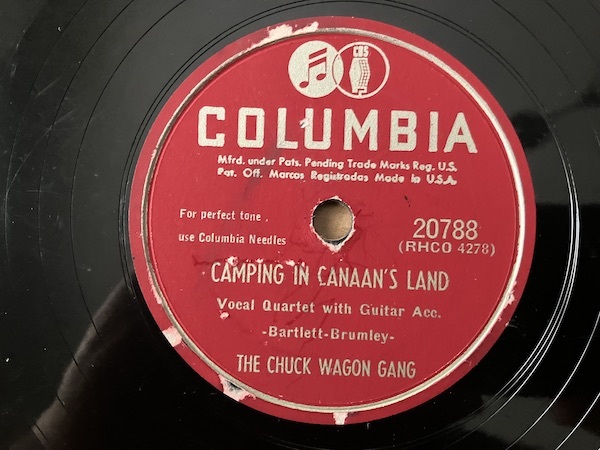 CBS
COLUMBIA
Mfrd. under Pats. Pending Trade Marks Reg. U.S.
Pat. Off. Marcas Registradas Made in U.S.A.
For perfect tone,
use Columbia Needles
20788
(RHCO 4278)
CAMPING IN CANAAN'S LAND
Vocal Quartet with Guitar Acc.
-Bartlett-Brumley-
THE CHUCK WAGON GANG